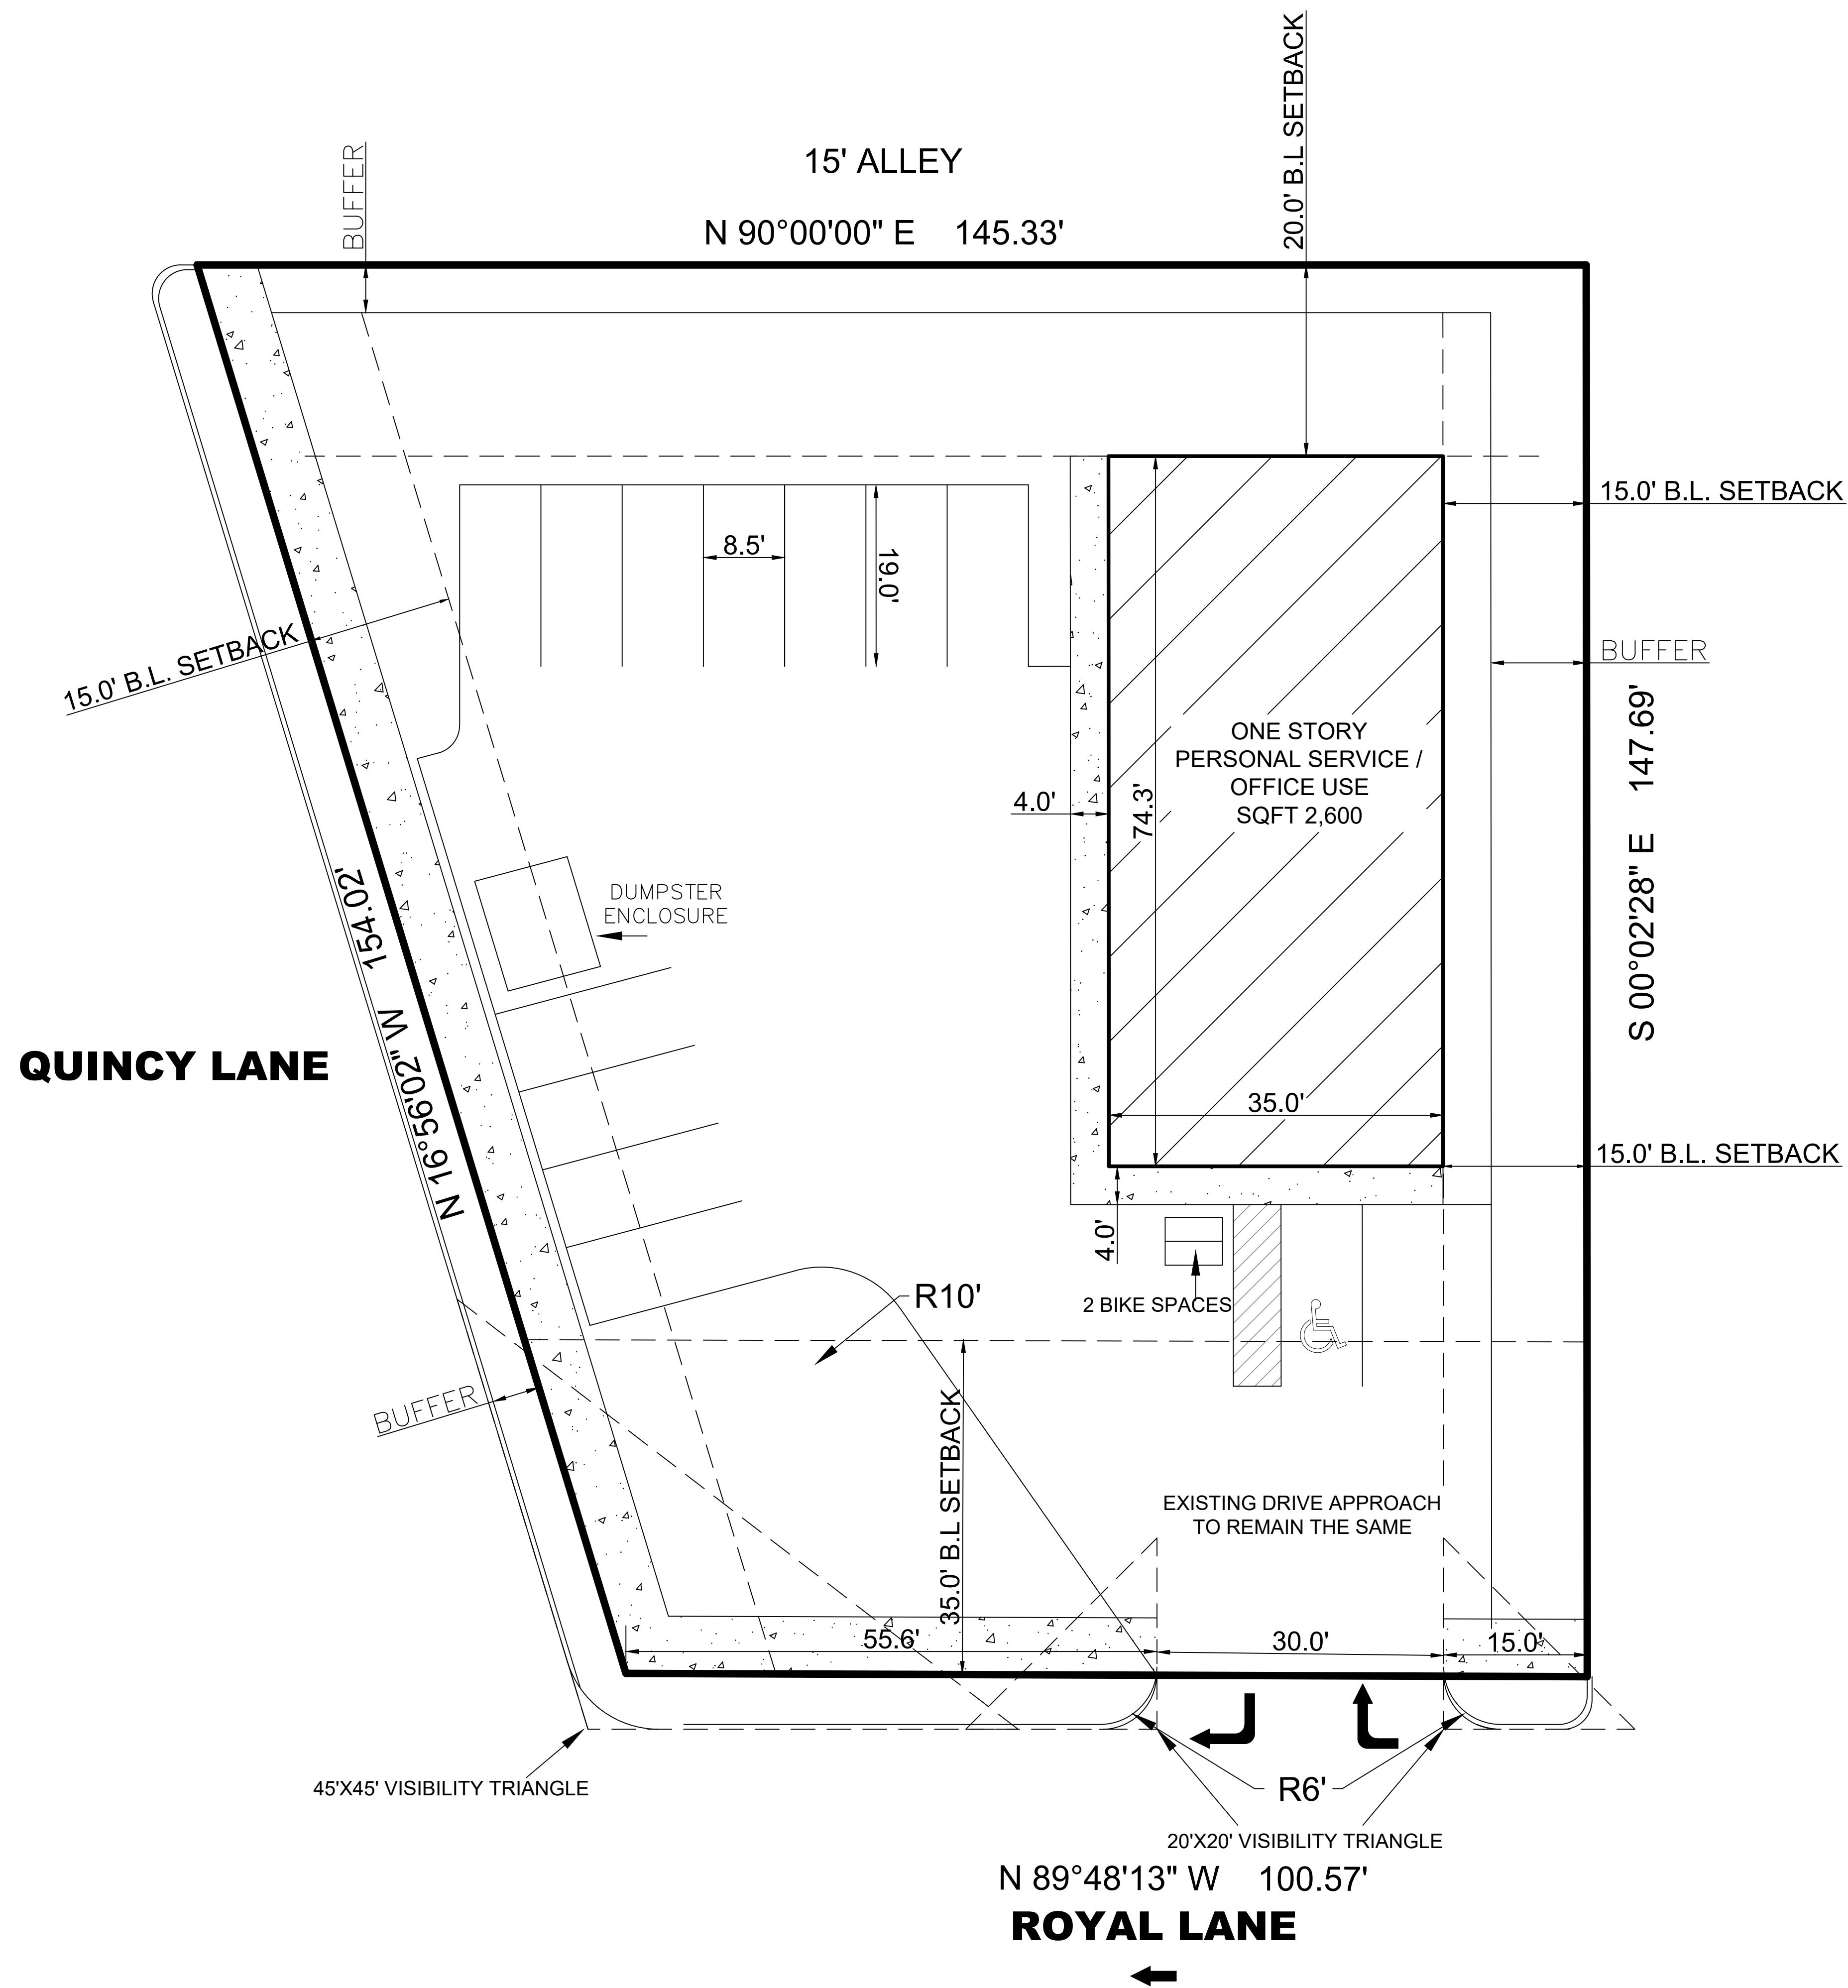 20.0' B.L SETBACK
BUFFER
15' ALLEY
N 90°00'00" E 145.33'
15.0' B.L. SETBACK
8.5'
19.0'
15.0' B.L. SETBACK
BUFFER
S 00°02'28" E 147.69'
ONE STORY
PERSONAL SERVICE /
OFFICE USE
SQFT 2,600
4.0'
74.3'
DUMPSTER
ENCLOSURE
N 16°56'02" W 154.02'
QUINCY LANE
35.0'
15.0' B.L. SETBACK
4.0'
R10'
2 BIKE SPACES
BUFFER
35.0' B.L SETBACK
EXISTING DRIVE APPROACH
TO REMAIN THE SAME
55.6'
30.0'
15.0'
45'X45' VISIBILITY TRIANGLE
R6'
20'X20' VISIBILITY TRIANGLE
N 89°48'13" W 100.57'
ROYAL LANE